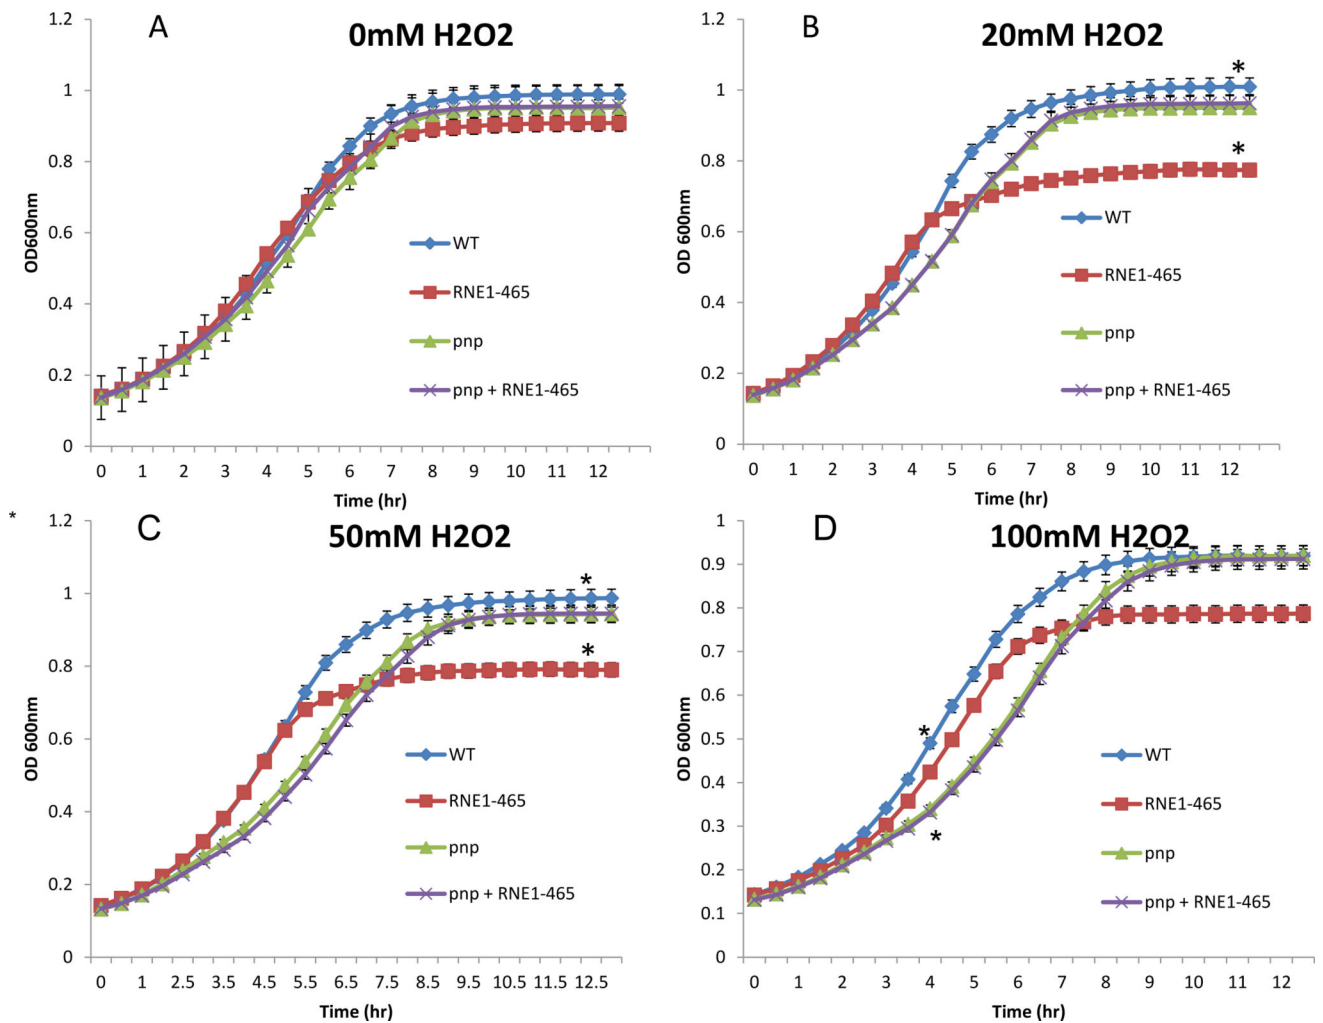 A
0mM H2O2
1.2
1
0.8
0.6
0.4
0.2
0
OD600nm
WT
RNE1-465
pnp
pnp + RNE1-465
0 1 2 3 4 5 6 7 8 9 10 11 12
Time (hr)
B
20mM H2O2
*
*
1.2
1
0.8
0.6
0.4
0.2
0
OD 600nm
WT
RNE1-465
pnp
pnp + RNE1-465
0 1 2 3 4 5 6 7 8 9 10 11 12
Time (hr)
*
C
50mM H2O2
*
*
1.2
1
0.8
0.6
0.4
0.2
0
OD 600nm
WT
RNE1-465
pnp
pnp + RNE1-465
0 1 2.5 3.5 4.5 5.5 6.5 7.5 8.5 9.5 10.5 11.5 12.5
Time (hr)
D
100mM H2O2
*
*
1
0.9
0.8
0.7
0.6
0.5
0.4
0.3
0.2
0.1
0
OD 600nm
WT
RNE1-465
pnp
pnp + RNE1-465
0 1 2 3 4 5 6 7 8 9 10 11 12
Time (hr)